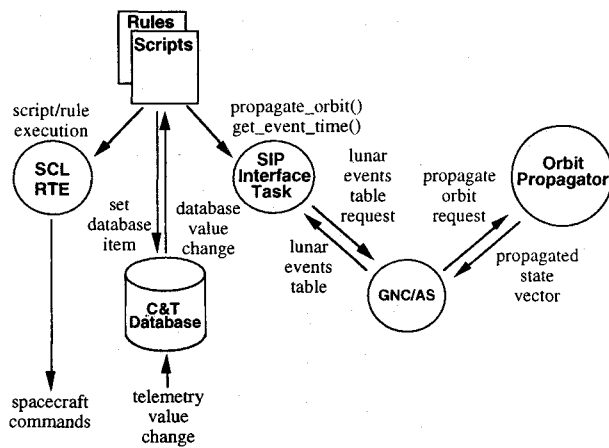 Rules
Scripts
script/rule
execution
propagate_orbit()
get_event_time()
SCL
RTE
SIP
Interface
Task
lunar
events
table
request
propagate
orbit
request
Orbit
Propagator
set
database
item
database
value
change
lunar
events
table
GNC/AS
propagated
state
vector
C&T
Database
spacecraft
commands
telemetry
value
change